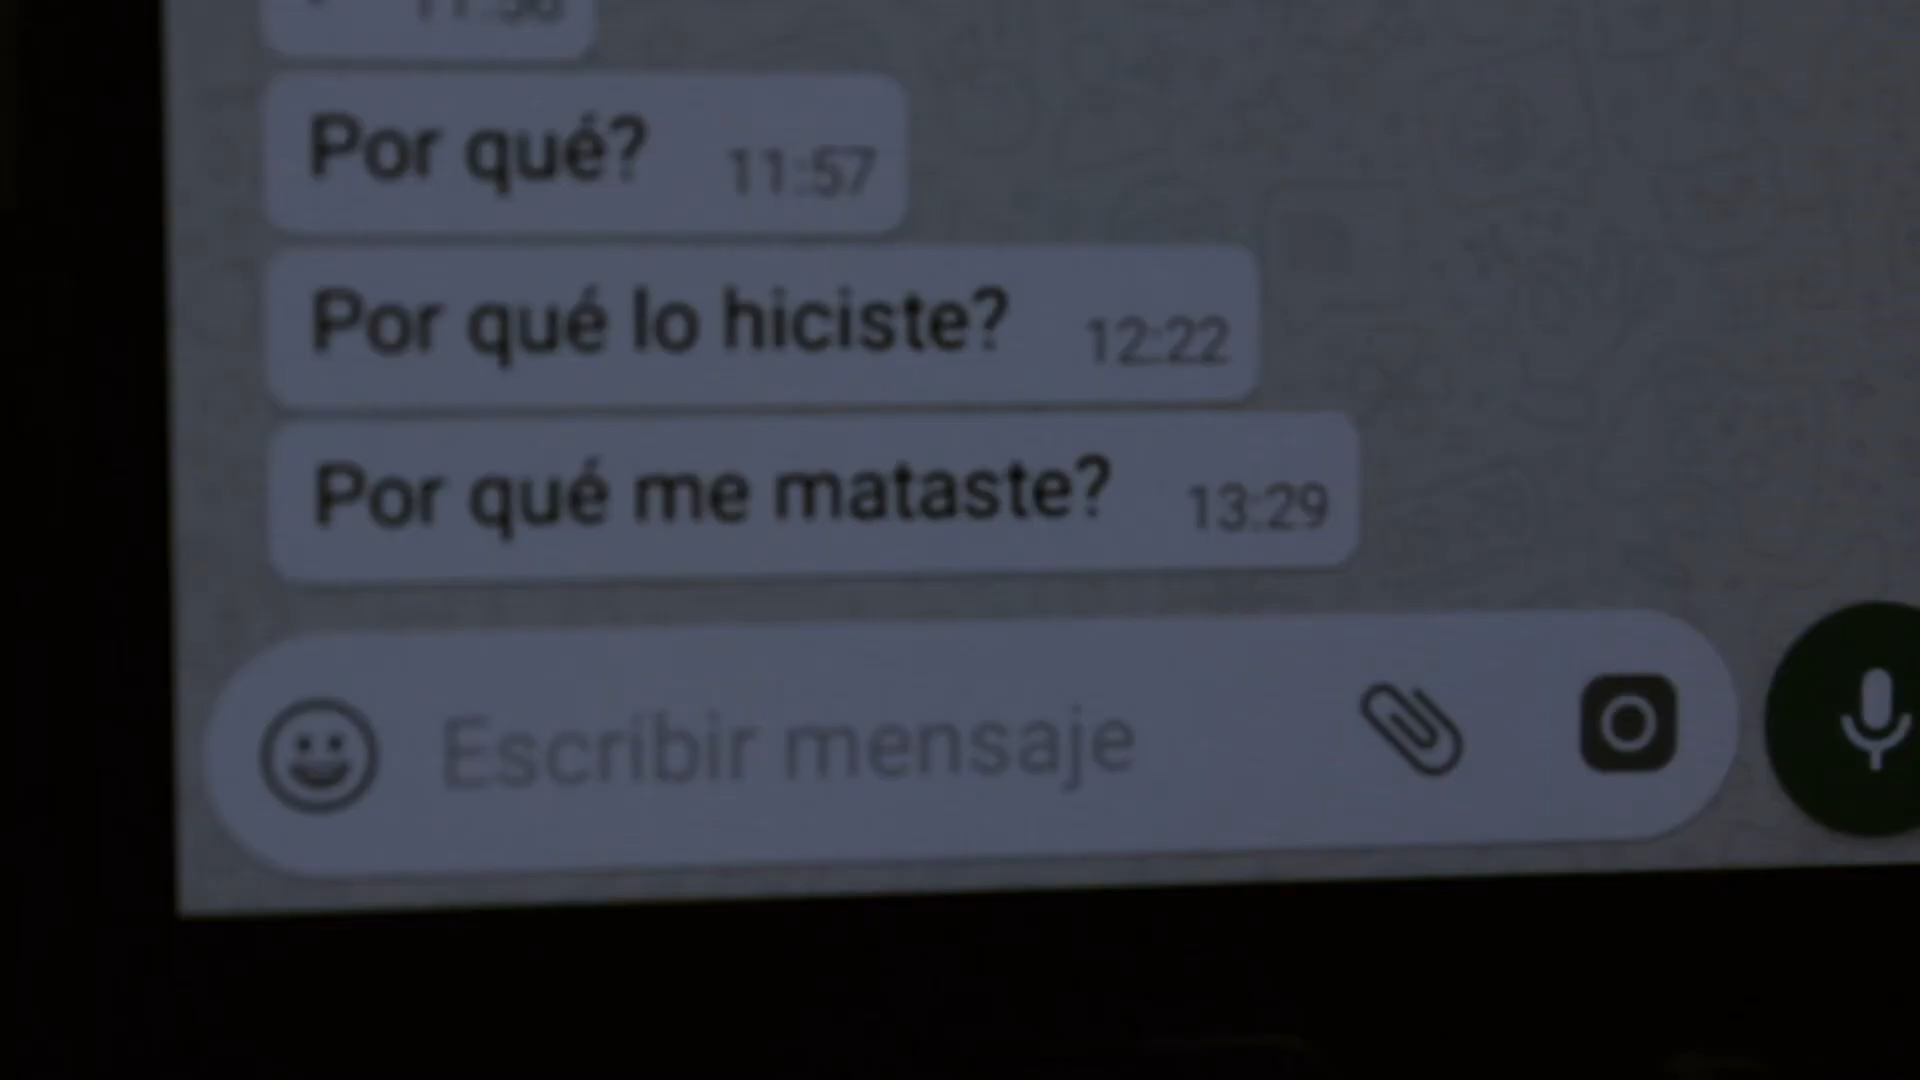 Por qué? 11:57
Por qué lo hiciste? 12:22
Por qué me mataste? 13:29
Escribir mensaje